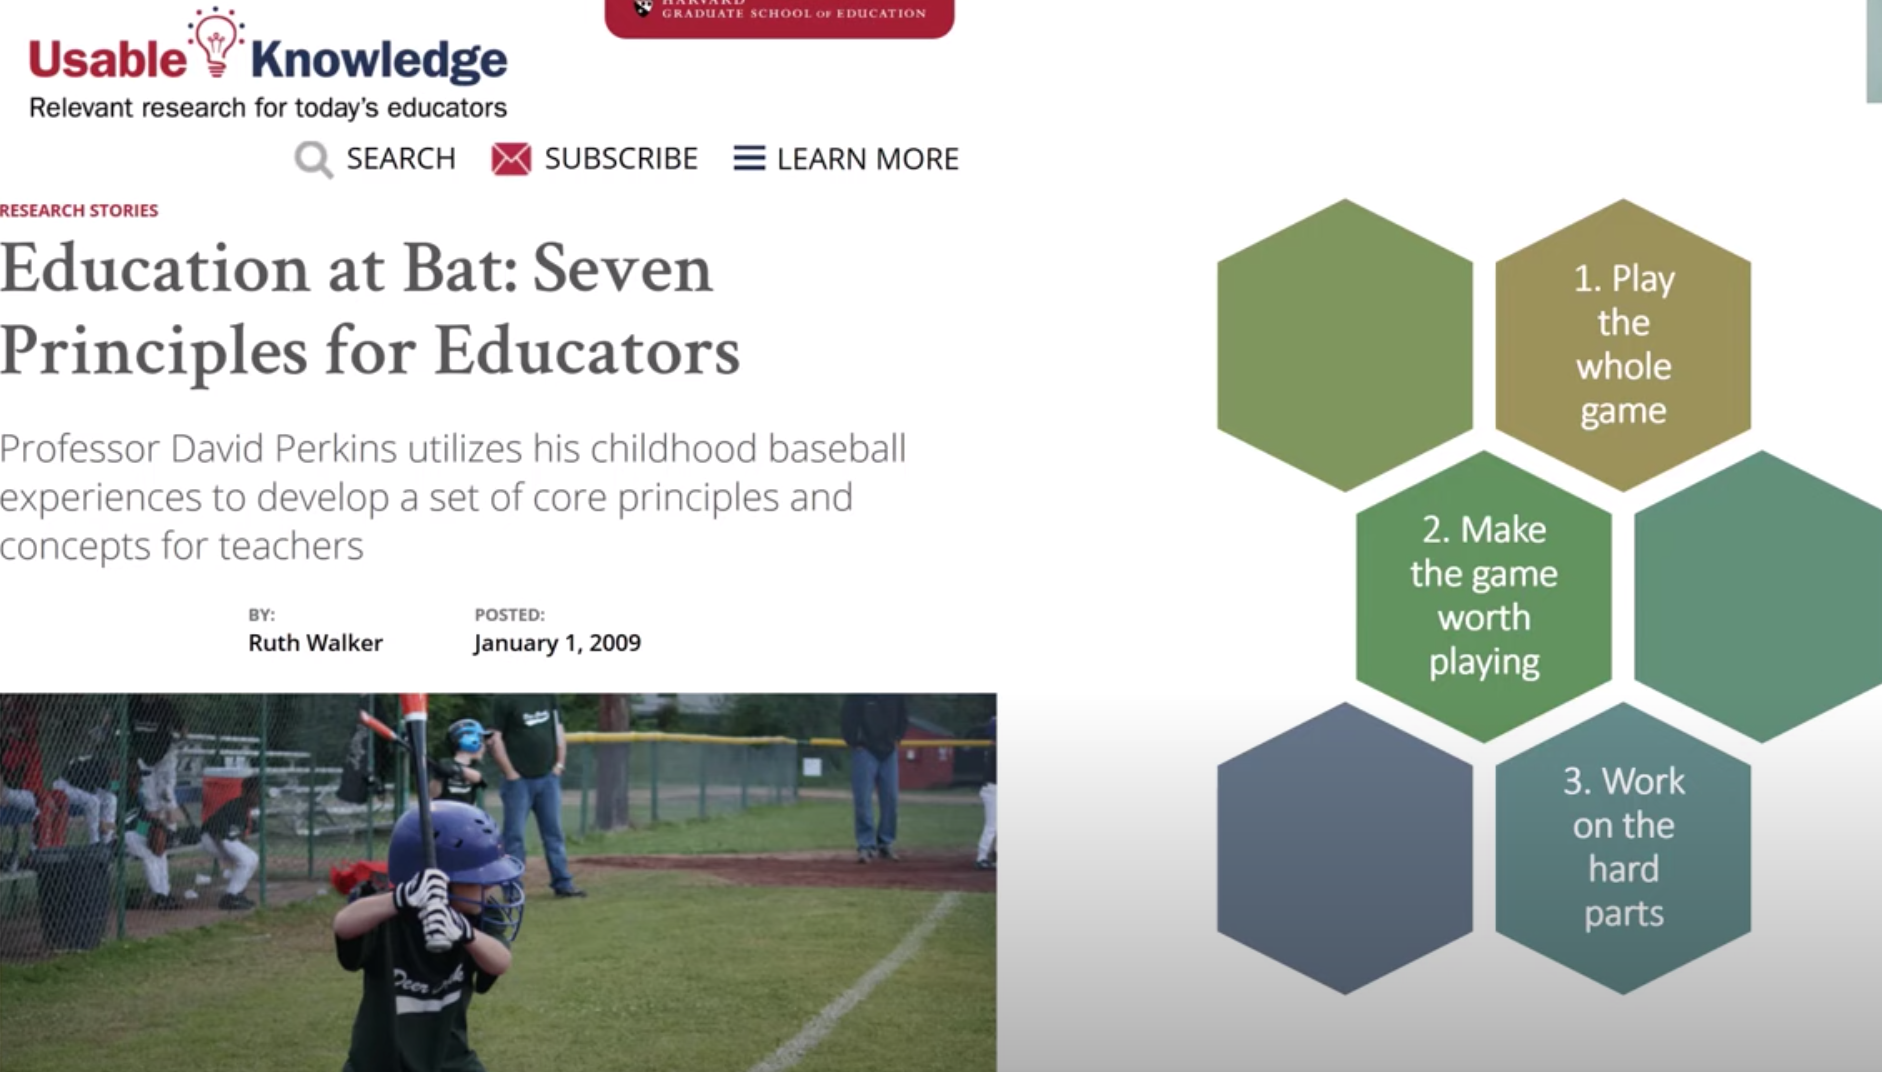 HARVARD
GRADUATE SCHOOL OF EDUCATION
Usable Knowledge
Relevant research for today's educators
SEARCH SUBSCRIBE LEARN MORE
RESEARCH STORIES
Education at Bat: Seven
Principles for Educators
Professor David Perkins utilizes his childhood baseball
experiences to develop a set of core principles and
concepts for teachers
BY:
Ruth Walker
POSTED:
January 1, 2009
1. Play
the
whole
game
2. Make
the game
worth
playing
3. Work
on the
hard
parts